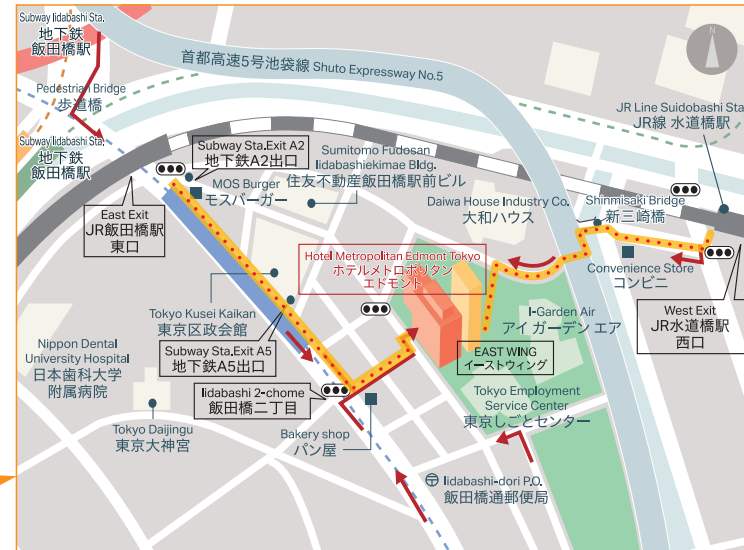 Subway Iidabashi Sta.
地下鉄
飯田橋駅
首都高速5号池袋線 Shuto Expressway No.5
N
Pedestrian Bridge
歩道橋
JR Line Suidobashi Sta
JR線 水道橋駅
Subway Iidabashi Sta.
地下鉄
飯田橋駅
Subway Sta.Exit A2
地下鉄A2出口
Sumitomo Fudosan
Iidabashiekimae Bldg.
住友不動産飯田橋駅前ビル
MOS Burger
モスバーガー
East Exit
JR飯田橋駅
東口
Daiwa House Industry Co.
大和ハウス
Shinmisaki Bridge
新三崎橋
Hotel Metropolitan Edmont Tokyo
ホテルメトロポリタン
エドモント
Convenience Store
コンビニ
West Exit
JR水道橋駅
西口
Tokyo Kusei Kaikan
東京区政会館
I-Garden Air
アイ ガーデン エア
Nippon Dental
University Hospital
日本歯科大学
附属病院
Subway Sta.Exit A5
地下鉄A5出口
EAST WING
イーストウィング
Iidabashi 2-chome
飯田橋二丁目
Tokyo Employment
Service Center
東京しごとセンター
Tokyo Daijingu
東京大神宮
Bakery shop
パン屋
Iidabashi-dori P.O.
飯田橋通郵便局